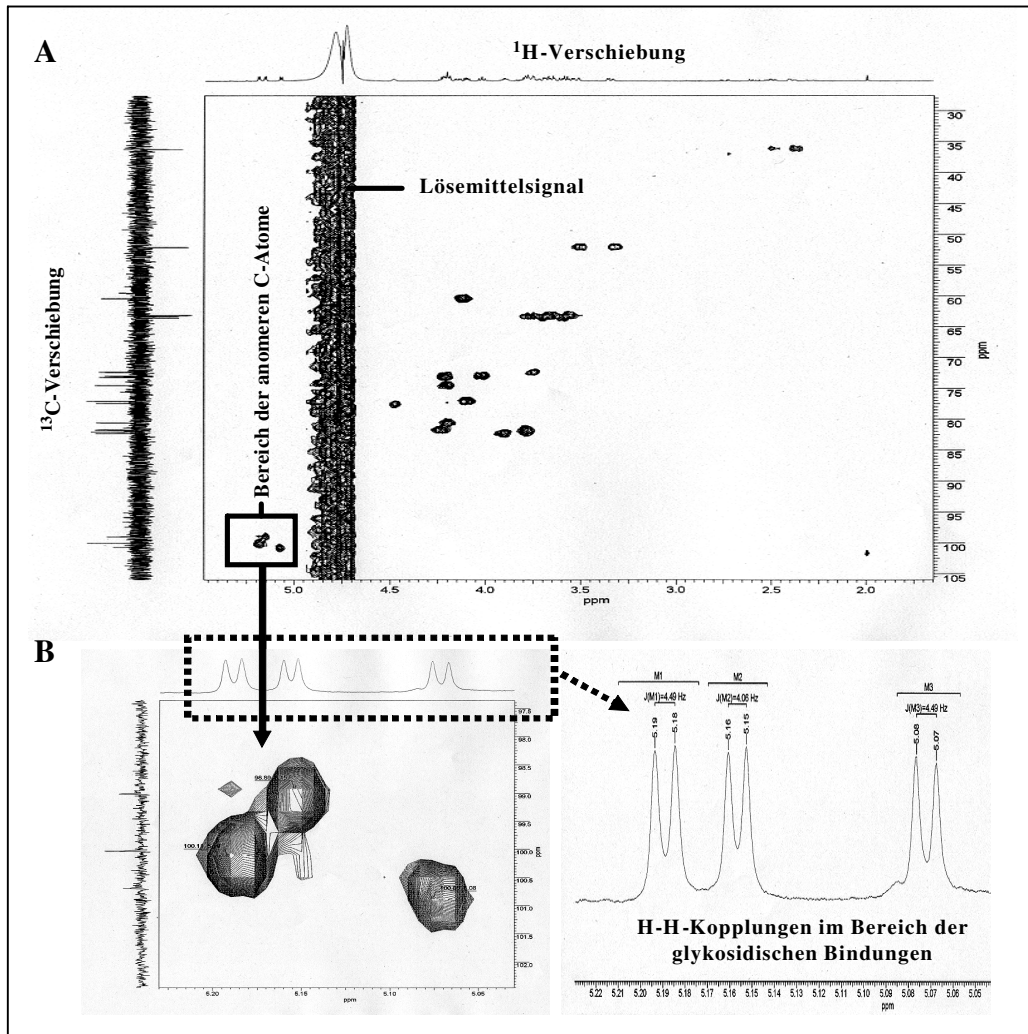 A
¹H-Verschiebung
¹³C-Verschiebung
Lösemittelsignal
Bereich der anomeren C-Atome
30
35
40
45
50
55
60
65
70
75
80
85
90
95
100
105
ppm
5.0
4.5
4.0
3.5
3.0
2.5
2.0
ppm
B
97.5
98.0
98.5
99.0
99.5
100.0
100.5
101.0
101.5
102.0
ppm
5.20
5.15
5.10
5.05
ppm
M1
M2
M3
J(M1)=4.49 Hz
J(M2)=4.06 Hz
J(M3)=4.49 Hz
5.19
5.18
5.16
5.15
5.08
5.07
H-H-Kopplungen im Bereich der
glykosidischen Bindungen
5.22 5.21 5.20 5.19 5.18 5.17 5.16 5.15 5.14 5.13 5.12 5.11 5.10 5.09 5.08 5.07 5.06 5.05
ppm